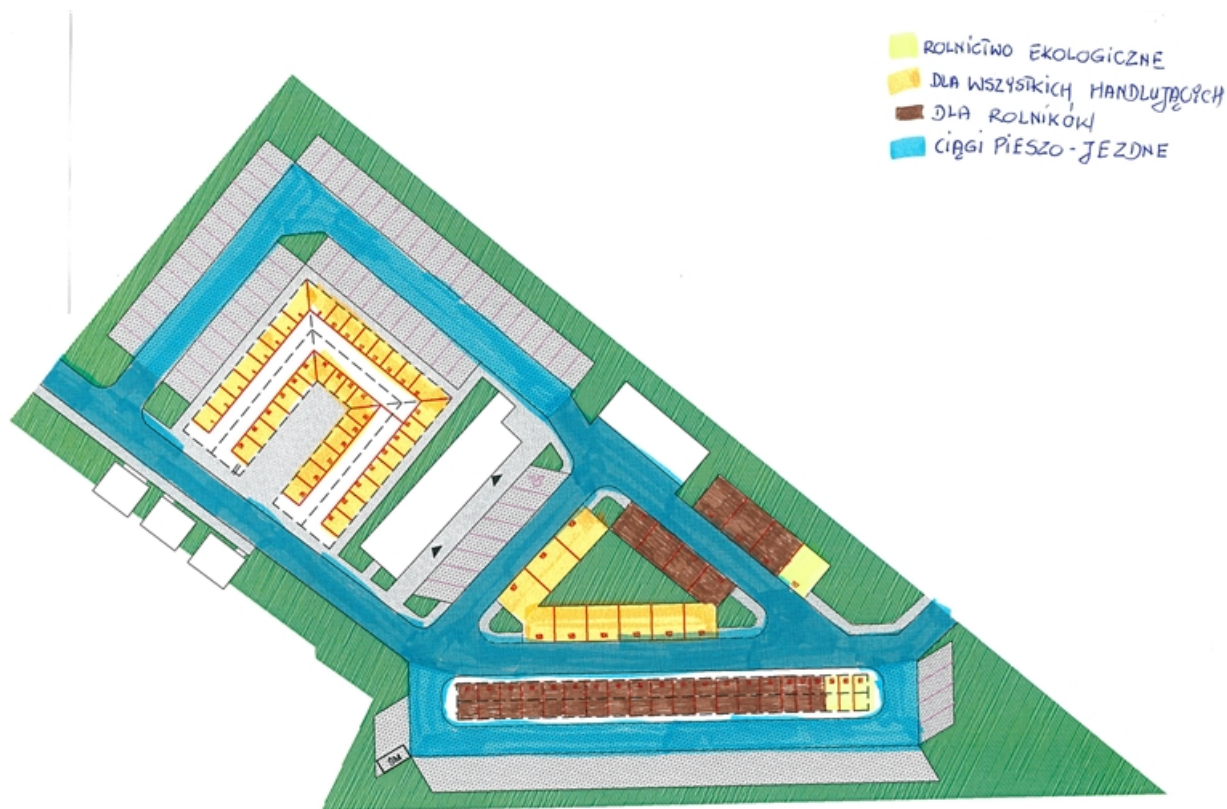 ROLNICTWO EKOLOGICZNE
DLA WSZYSTKICH HANDLUJĄCYCH
DLA ROLNIKÓW
CIĄGI PIESZO-JEZDNE